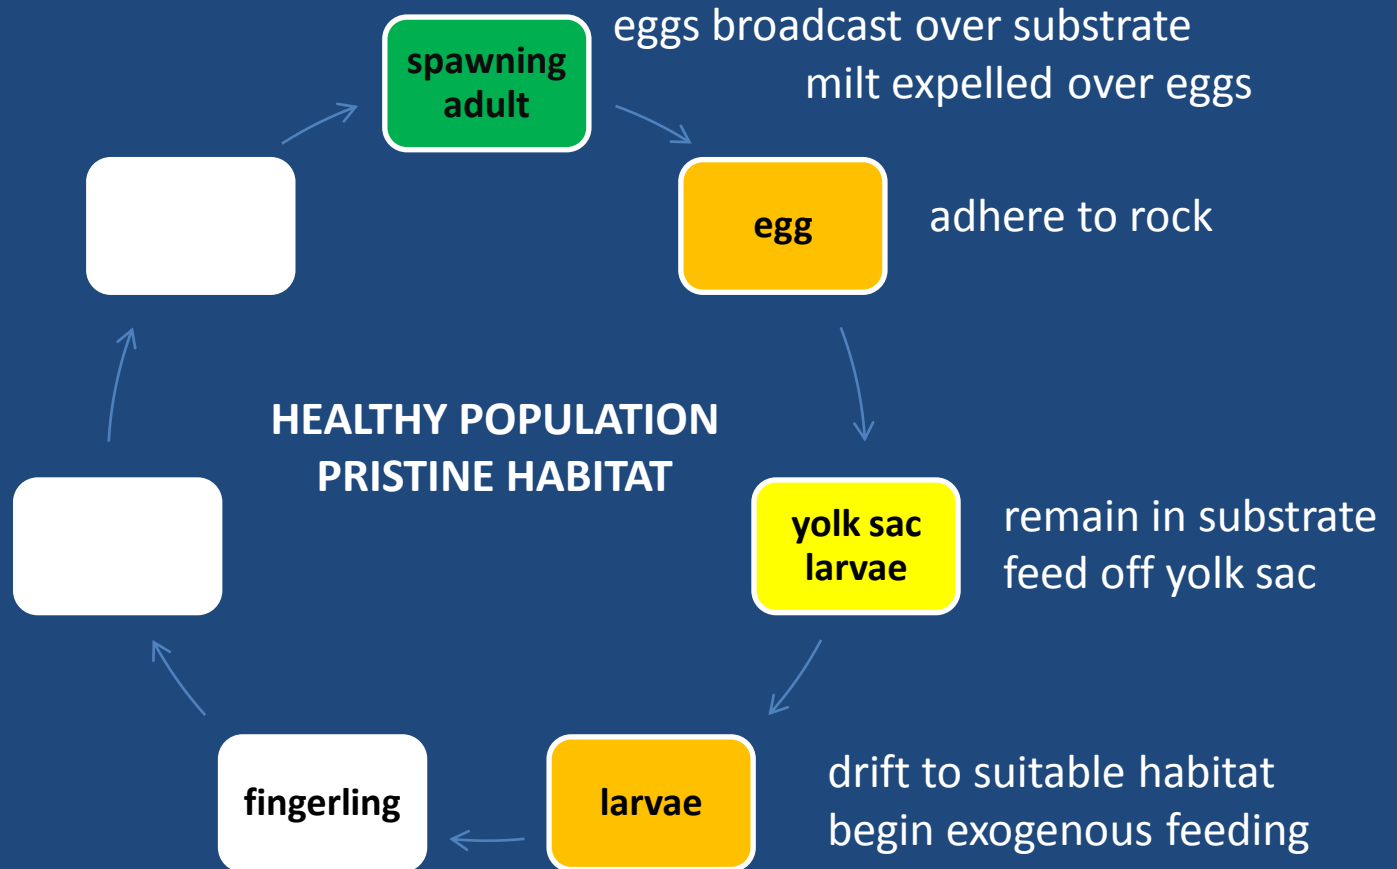 spawning
adult
eggs broadcast over substrate
milt expelled over eggs
egg
adhere to rock
HEALTHY POPULATION
PRISTINE HABITAT
yolk sac
larvae
remain in substrate
feed off yolk sac
larvae
drift to suitable habitat
begin exogenous feeding
fingerling